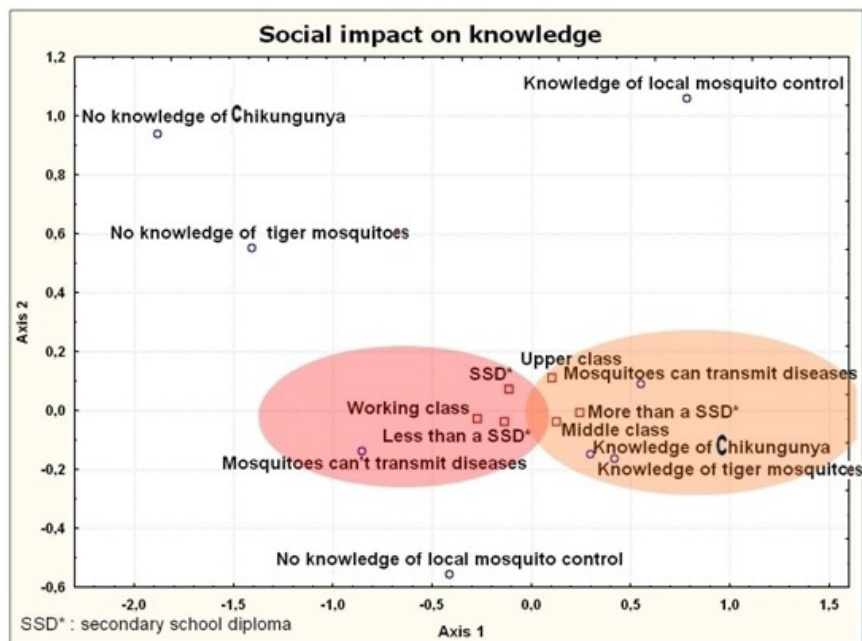 Social impact on knowledge
1,2
1,0
0,8
0,6
0,4
0,2
0,0
-0,2
-0,4
-0,6
Axis 2
Knowledge of local mosquito control
No knowledge of Chikungunya
No knowledge of tiger mosquitoes
Upper class
SSD*
Mosquitoes can transmit diseases
Working class
More than a SSD*
Less than a SSD*
Middle class
Knowledge of Chikungunya
Mosquitoes can't transmit diseases
Knowledge of tiger mosquitoes
No knowledge of local mosquito control
-2,0 -1,5 -1,0 -0,5 0,0 0,5 1,0 1,5
SSD* : secondary school diploma
Axis 1